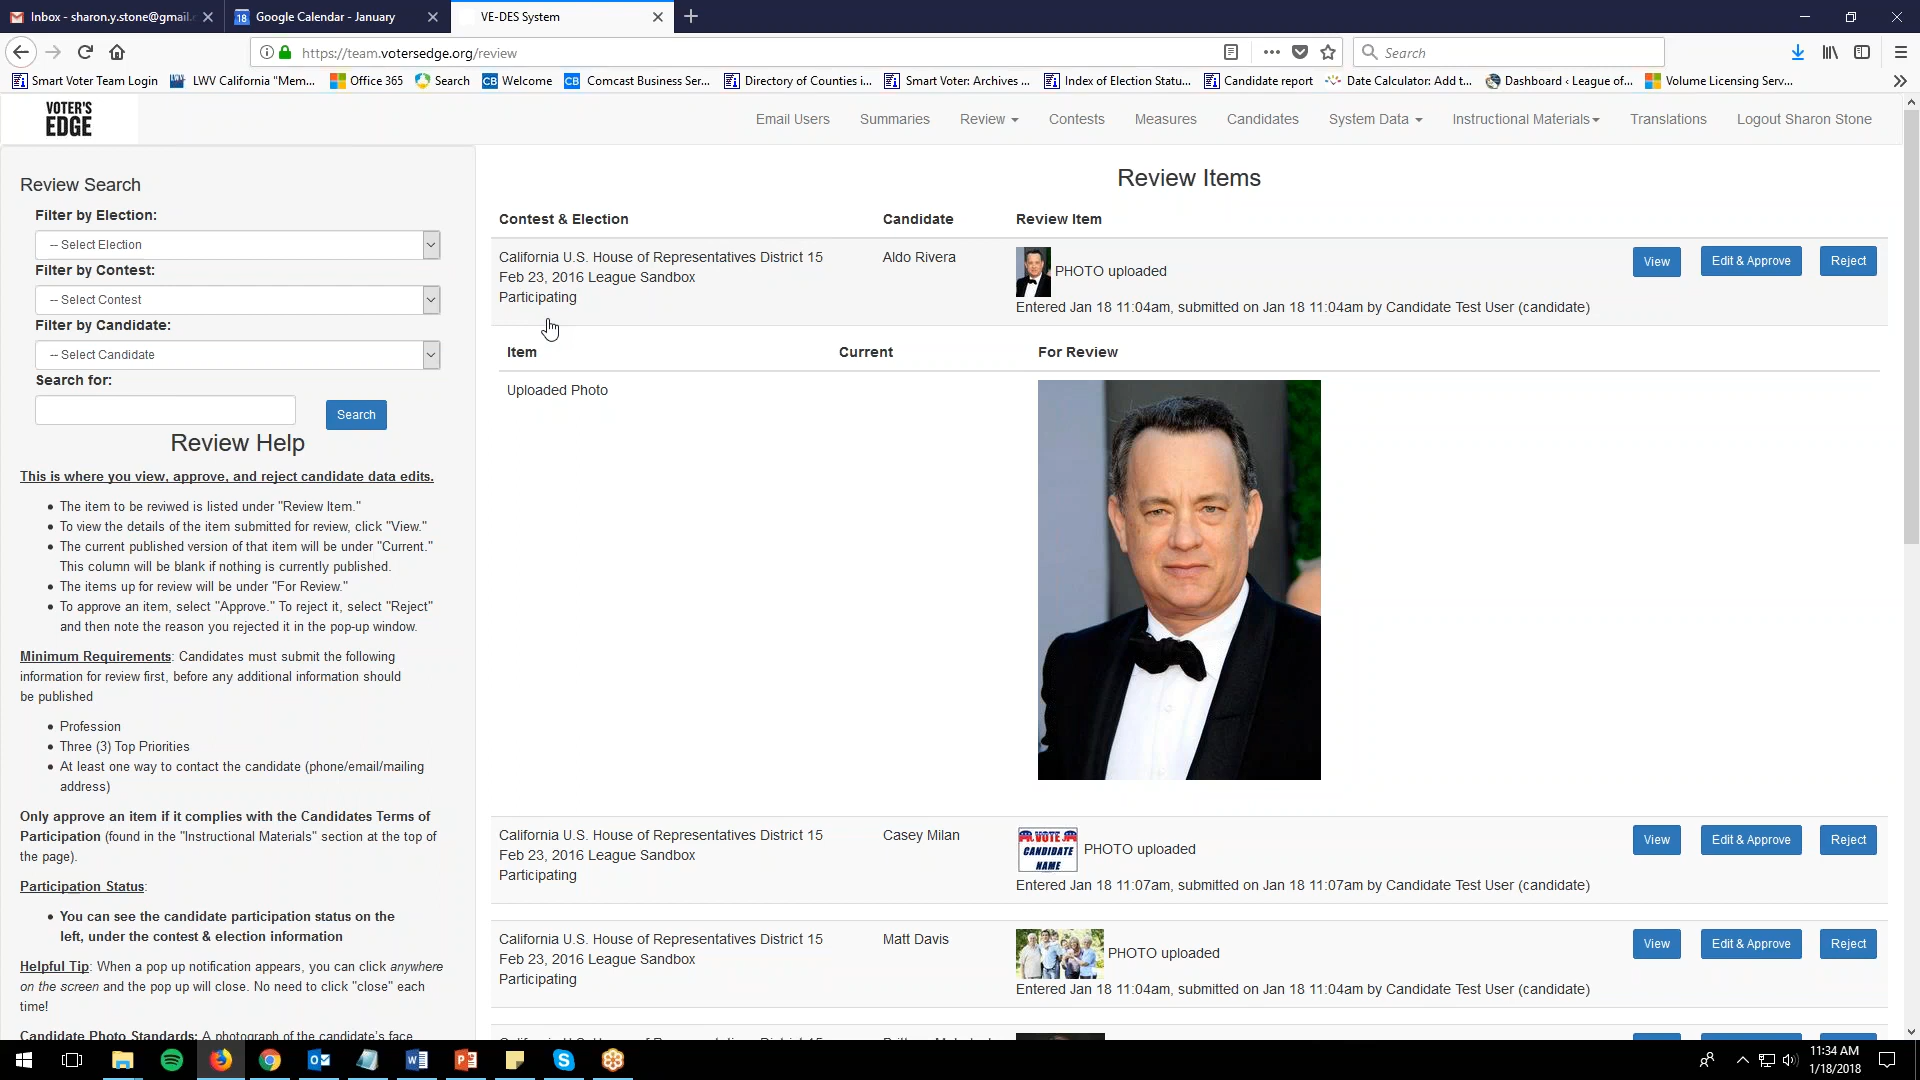 Inbox - sharon.y.stone@gmail.
Google Calendar - January
VE-DES System
https://team.votersedge.org/review
Search
Smart Voter Team Login
LWV California "Mem...
Office 365
Search
Welcome
Comcast Business Ser...
Directory of Counties i...
Smart Voter: Archives ...
Index of Election Statu...
Candidate report
Date Calculator: Add t...
Dashboard ‹ League of...
Volume Licensing Serv...
VOTER'S
EDGE
Email Users
Summaries
Review
Contests
Measures
Candidates
System Data
Instructional Materials
Translations
Logout Sharon Stone
Review Search
Filter by Election:
-- Select Election
Filter by Contest:
-- Select Contest
Filter by Candidate:
-- Select Candidate
Search for:
Search
Review Help
This is where you view, approve, and reject candidate data edits.
• The item to be reviwed is listed under "Review Item."
• To view the details of the item submitted for review, click "View."
• The current published version of that item will be under "Current."
This column will be blank if nothing is currently published.
• The items up for review will be under "For Review."
• To approve an item, select "Approve." To reject it, select "Reject"
and then note the reason you rejected it in the pop-up window.
Minimum Requirements: Candidates must submit the following
information for review first, before any additional information should
be published
• Profession
• Three (3) Top Priorities
• At least one way to contact the candidate (phone/email/mailing
address)
Only approve an item if it complies with the Candidates Terms of
Participation (found in the "Instructional Materials" section at the top of
the page).
Participation Status:
• You can see the candidate participation status on the
left, under the contest & election information
Helpful Tip: When a pop up notification appears, you can click anywhere
on the screen and the pop up will close. No need to click "close" each
time!
Candidate Photo Standards: A photograph of the candidate's face
Review Items
Contest & Election
Candidate
Review Item
California U.S. House of Representatives District 15
Feb 23, 2016 League Sandbox
Participating
Aldo Rivera
PHOTO uploaded
Entered Jan 18 11:04am, submitted on Jan 18 11:04am by Candidate Test User (candidate)
View
Edit & Approve
Reject
Item
Current
For Review
Uploaded Photo
California U.S. House of Representatives District 15
Feb 23, 2016 League Sandbox
Participating
Casey Milan
VOTE
CANDIDATE
NAME
PHOTO uploaded
Entered Jan 18 11:07am, submitted on Jan 18 11:07am by Candidate Test User (candidate)
View
Edit & Approve
Reject
California U.S. House of Representatives District 15
Feb 23, 2016 League Sandbox
Participating
Matt Davis
PHOTO uploaded
Entered Jan 18 11:04am, submitted on Jan 18 11:04am by Candidate Test User (candidate)
View
Edit & Approve
Reject
11:34 AM
1/18/2018